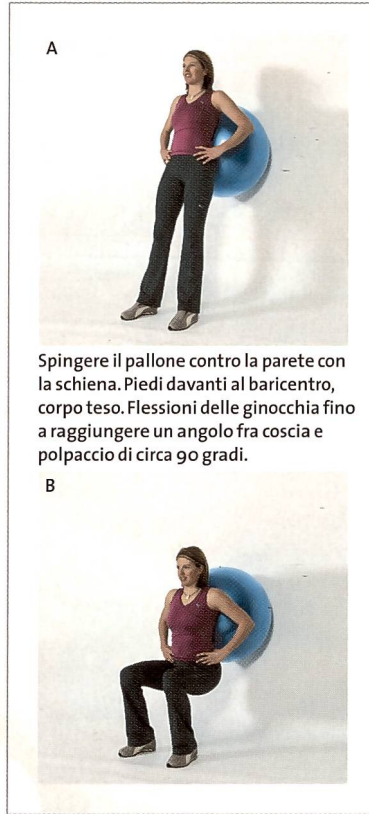 A
Spingere il pallone contro la parete con
la schiena. Piedi davanti al baricentro,
corpo teso. Flessioni delle ginocchia fino
a raggiungere un angolo fra coscia e
polpaccio di circa 90 gradi.
B